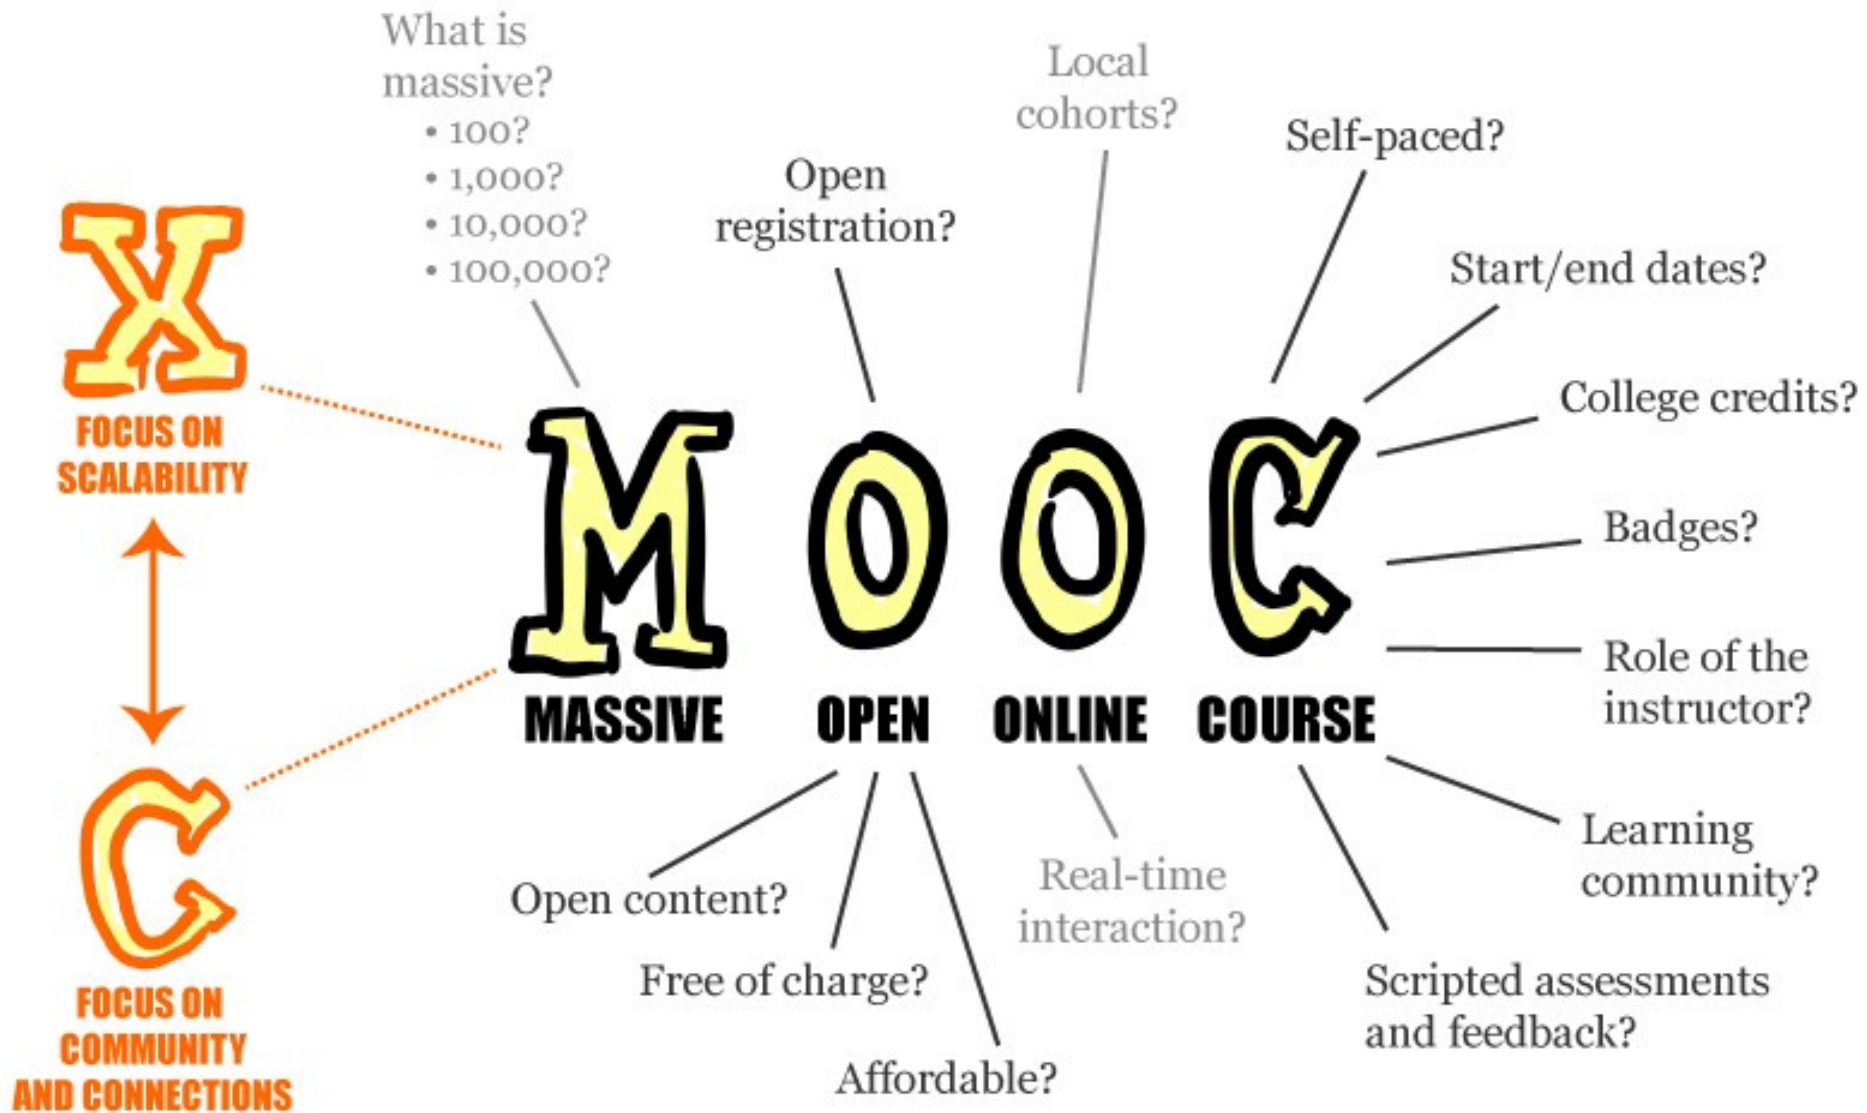 What is
massive?
• 100?
• 1,000?
• 10,000?
• 100,000?
Open
registration?
Local
cohorts?
Self-paced?
Start/end dates?
College credits?
Badges?
Role of the
instructor?
Learning
community?
Scripted assessments
and feedback?
X
FOCUS ON
SCALABILITY
C
FOCUS ON
COMMUNITY
AND CONNECTIONS
MOOC
MASSIVE OPEN ONLINE COURSE
Open content?
Free of charge?
Affordable?
Real-time
interaction?